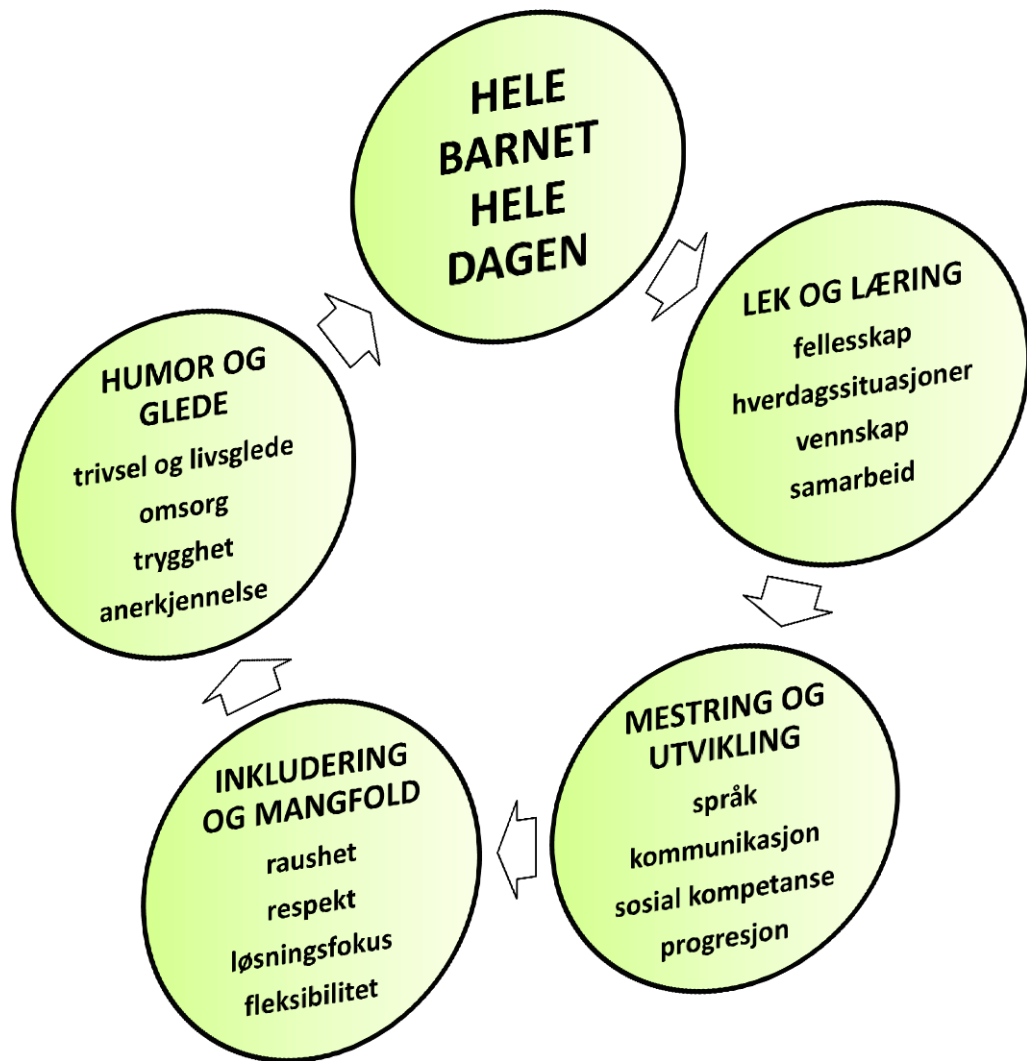 HELE
BARNET
HELE
DAGEN
LEK OG LÆRING
fellesskap
hverdagssituasjoner
vennskap
samarbeid
MESTRING OG
UTVIKLING
språk
kommunikasjon
sosial kompetanse
progresjon
INKLUDERING
OG MANGFOLD
raushet
respekt
løsningsfokus
fleksibilitet
HUMOR OG
GLEDE
trivsel og livsglede
omsorg
trygghet
anerkjennelse